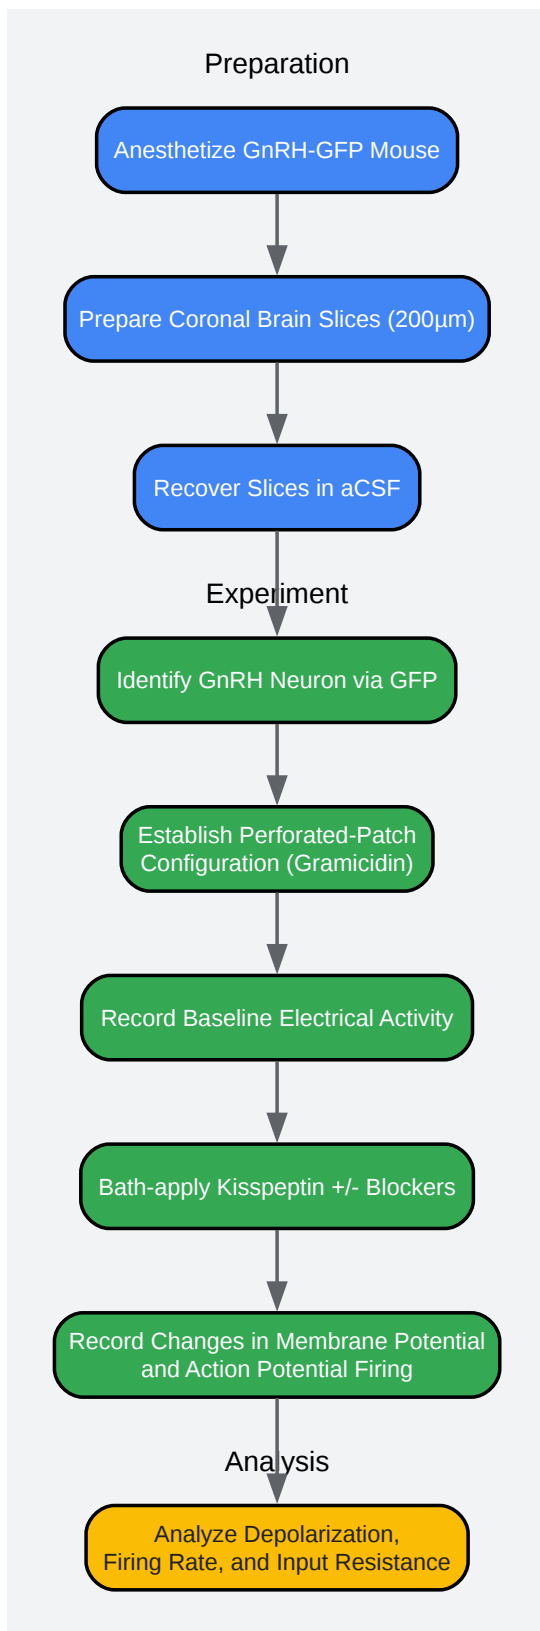 Preparation
Anesthetize GnRH-GFP Mouse
Prepare Coronal Brain Slices (200µm)
Recover Slices in aCSF
Experiment
Identify GnRH Neuron via GFP
Establish Perforated-Patch
Configuration (Gramicidin)
Record Baseline Electrical Activity
Bath-apply Kisspeptin +/- Blockers
Record Changes in Membrane Potential
and Action Potential Firing
Analysis
Analyze Depolarization,
Firing Rate, and Input Resistance